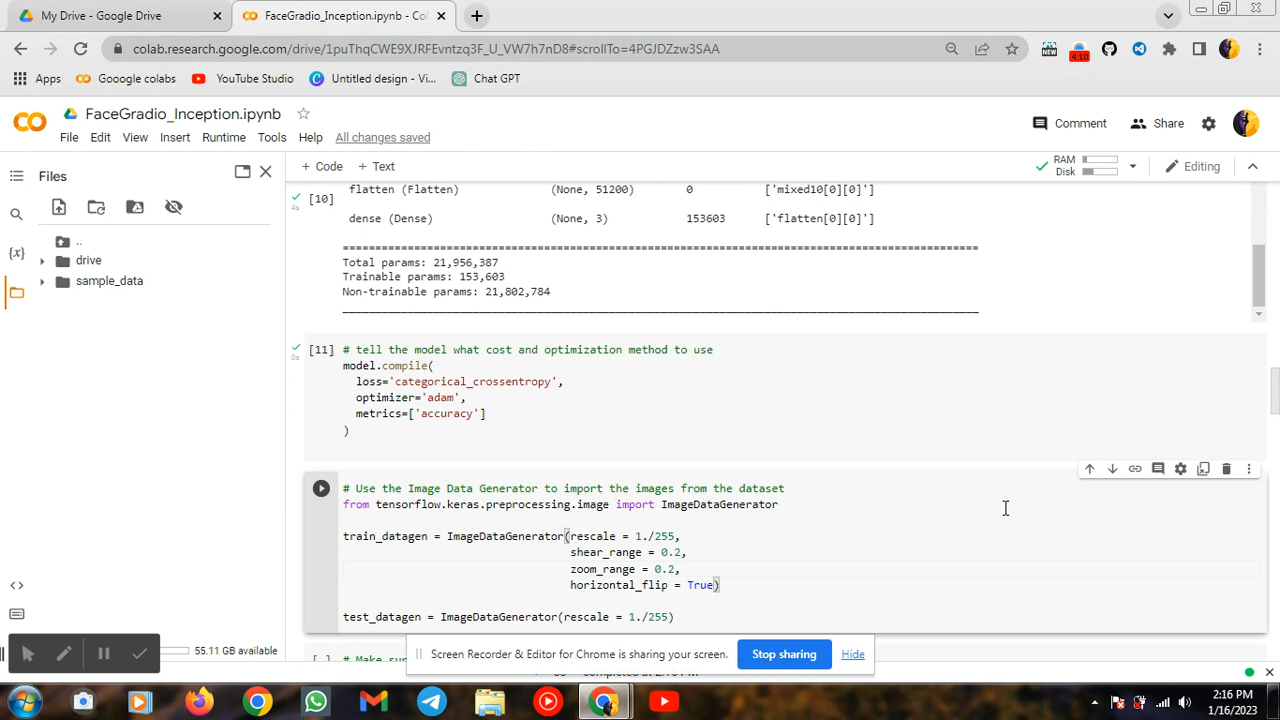 My Drive - Google Drive
FaceGradio_Inception.ipynb - Col
colab.research.google.com/drive/1puThqCWE9XJRFEvntzq3F_U_VW7h7nD8#scrollTo=4PGJDZzw3SAA
NEW
4:10
Apps
Gooogle colabs
YouTube Studio
Untitled design - Vi...
Chat GPT
FaceGradio_Inception.ipynb
File Edit View Insert Runtime Tools Help All changes saved
Comment
Share
Files
+ Code + Text
RAM
Disk
Editing
..
drive
sample_data
{x}
[10]
4s
flatten (Flatten) (None, 51200) 0 ['mixed10[0][0]']
dense (Dense) (None, 3) 153603 ['flatten[0][0]']
==================================================================================================
Total params: 21,956,387
Trainable params: 153,603
Non-trainable params: 21,802,784
__________________________________________________________________________________________________
[11] # tell the model what cost and optimization method to use
0s
model.compile(
loss='categorical_crossentropy',
optimizer='adam',
metrics=['accuracy']
)
# Use the Image Data Generator to import the images from the dataset
from tensorflow.keras.preprocessing.image import ImageDataGenerator
train_datagen = ImageDataGenerator(rescale = 1./255,
shear_range = 0.2,
zoom_range = 0.2,
horizontal_flip = True)
test_datagen = ImageDataGenerator(rescale = 1./255)
55.11 GB available
Screen Recorder & Editor for Chrome is sharing your screen.
Stop sharing
Hide
2:16 PM
1/16/2023